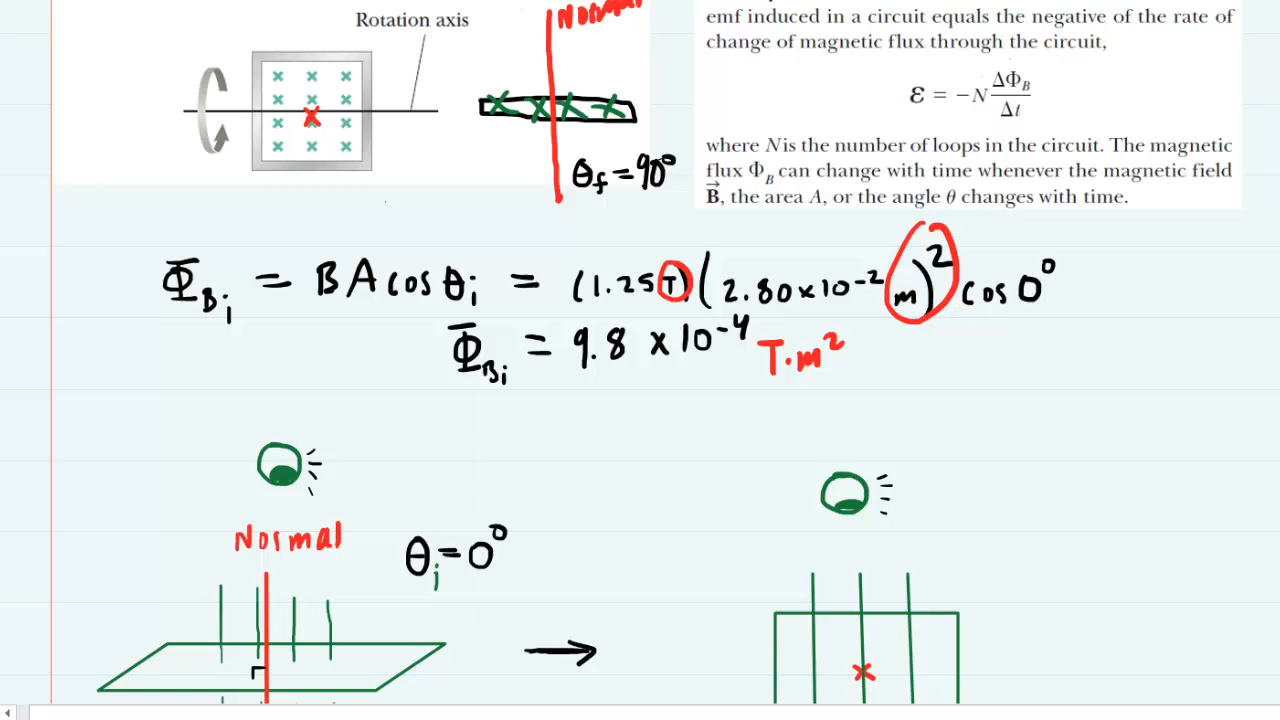 Rotation axis
Normal
θf = 90°
emf induced in a circuit equals the negative of the rate of
change of magnetic flux through the circuit,
ℰ = −N ΔΦB / Δt
where N is the number of loops in the circuit. The magnetic
flux ΦB can change with time whenever the magnetic field
B⃗, the area A, or the angle θ changes with time.
ΦBi = BA cos θi = (1.25T)(2.80×10⁻² m)² cos 0°
ΦBi = 9.8 × 10⁻⁴ T·m²
Normal
θi = 0°